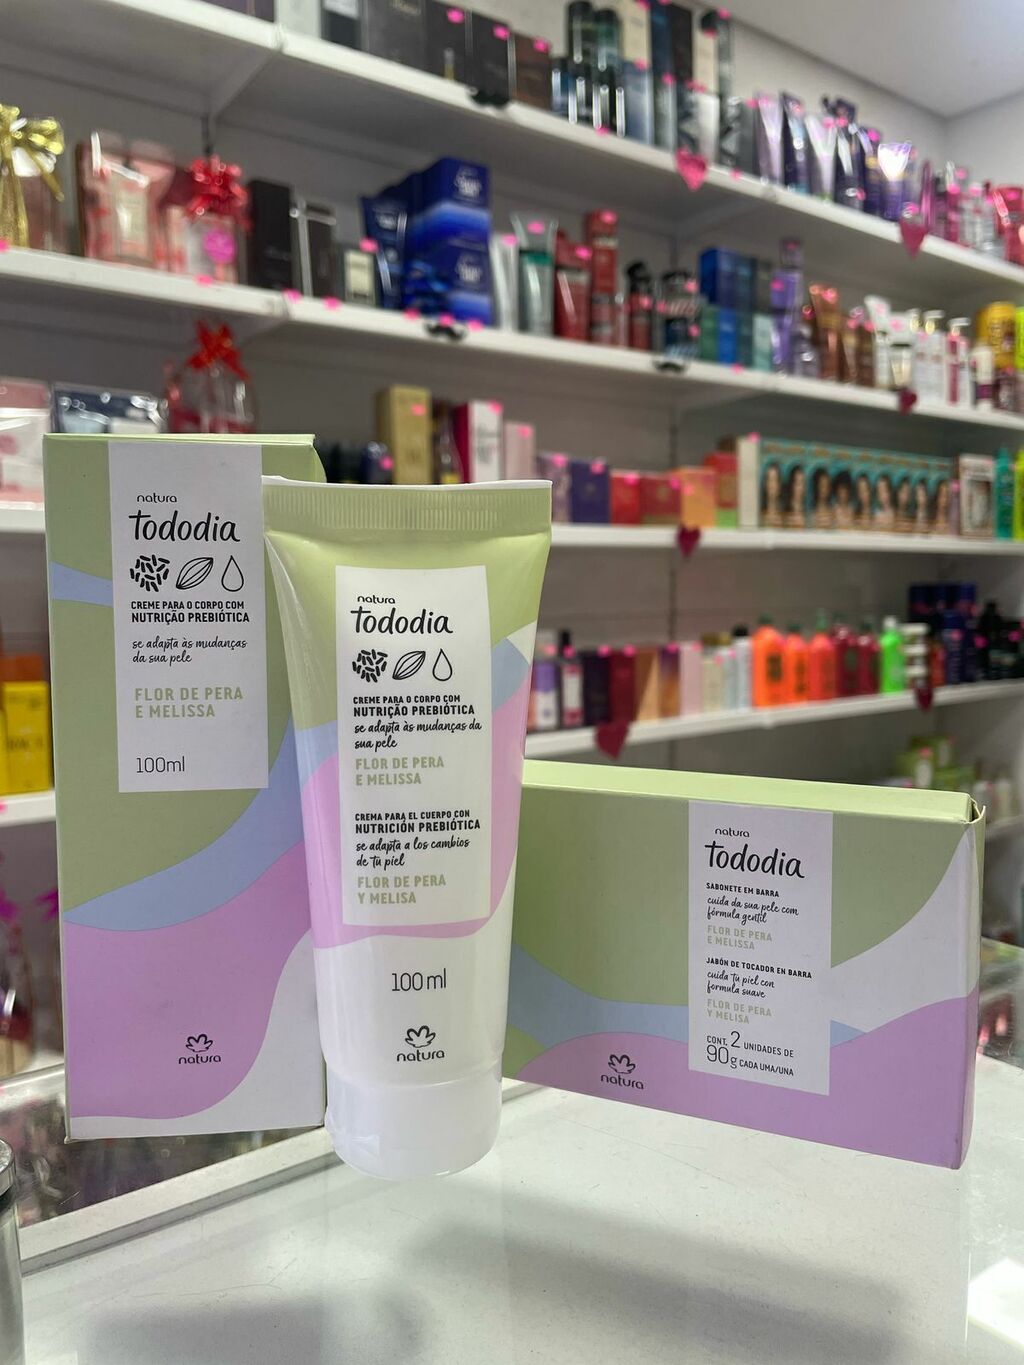 natura
tododia
CREME PARA O CORPO COM
NUTRIÇÃO PREBIÓTICA
se adapta às mudanças
da sua pele
FLOR DE PERA
E MELISSA
100ml
natura
natura
tododia
CREME PARA O CORPO COM
NUTRIÇÃO PREBIÓTICA
se adapta às mudanças da
sua pele
FLOR DE PERA
E MELISSA
CREMA PARA EL CUERPO CON
NUTRICIÓN PREBIÓTICA
se adapta a los cambios
de tu piel
FLOR DE PERA
Y MELISA
100ml
natura
natura
tododia
SABONETE EM BARRA
cuida da sua pele com
fórmula gentil
FLOR DE PERA
E MELISSA
JABÓN DE TOCADOR EN BARRA
cuida tu piel con
formula suave
FLOR DE PERA
Y MELISA
CONT. 2 UNIDADES DE
90g CADA UMA/UNA
natura